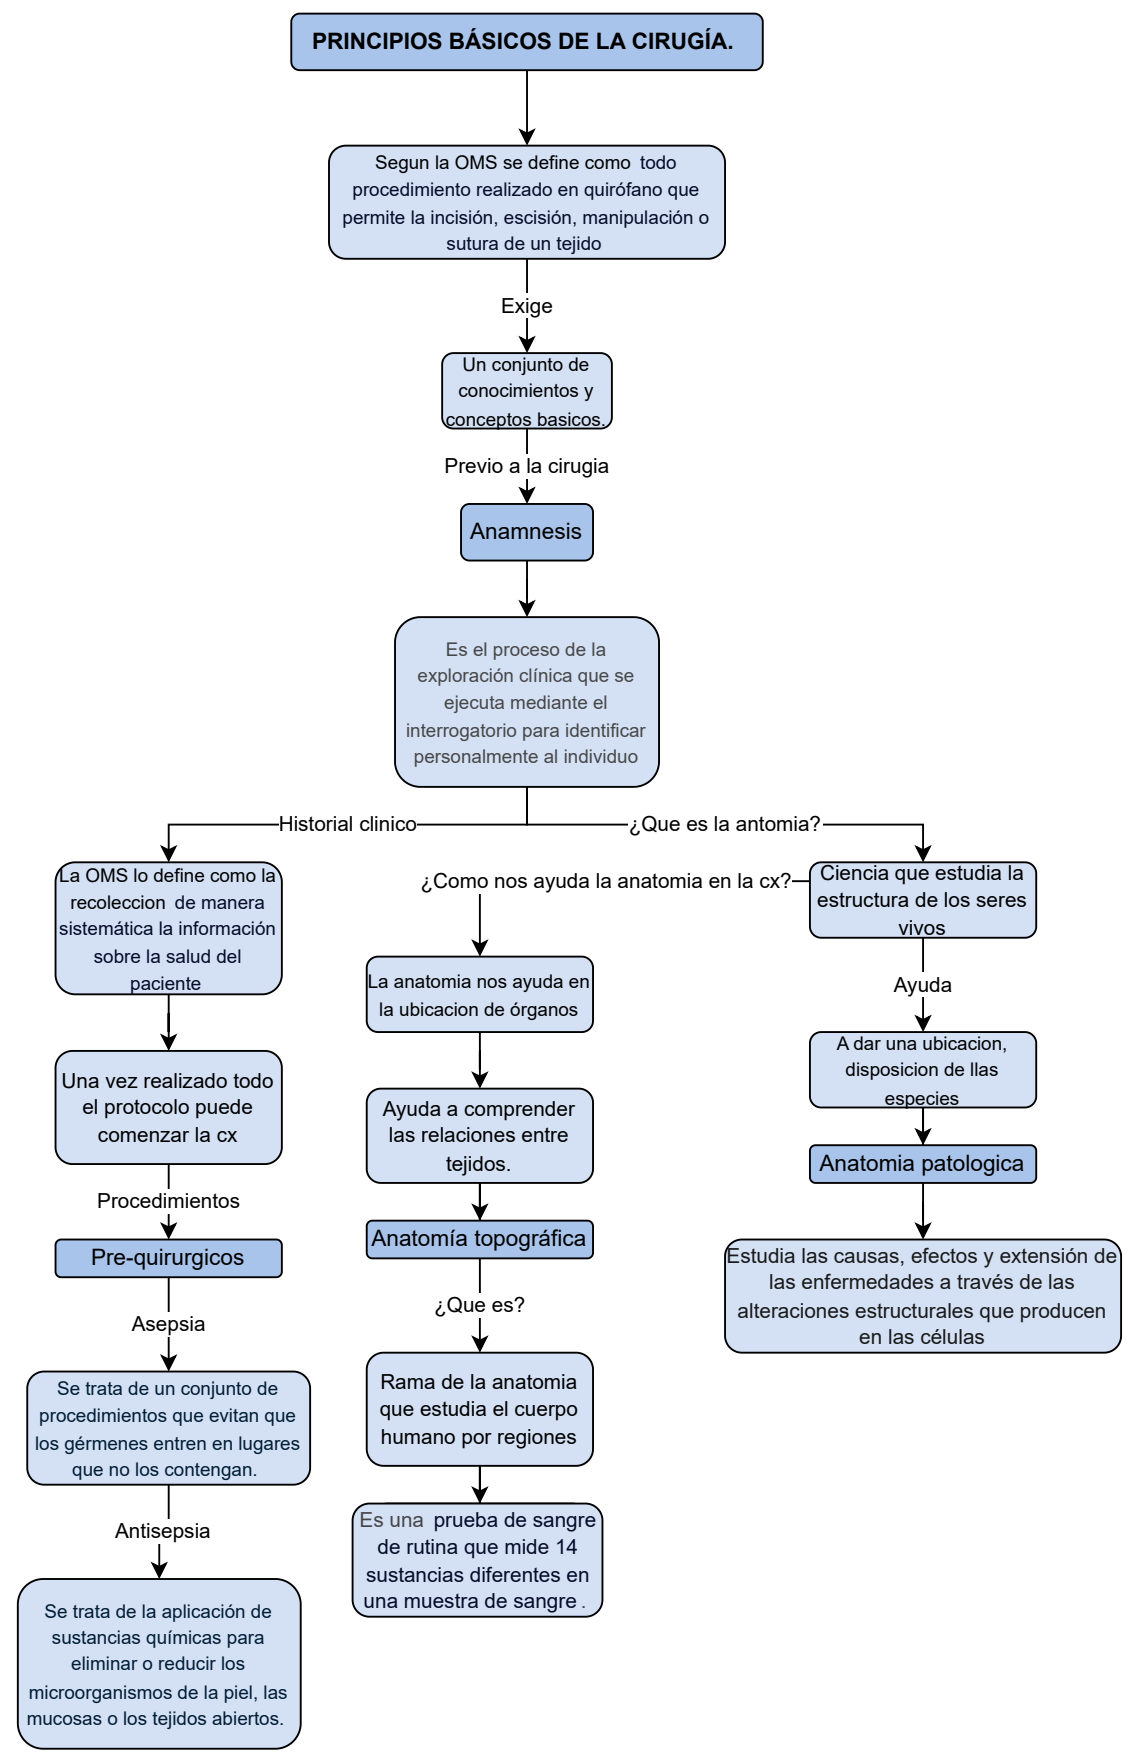 PRINCIPIOS BÁSICOS DE LA CIRUGÍA.
Segun la OMS se define como todo
procedimiento realizado en quirófano que
permite la incisión, escisión, manipulación o
sutura de un tejido
Exige
Un conjunto de
conocimientos y
conceptos basicos.
Previo a la cirugia
Anamnesis
Es el proceso de la
exploración clínica que se
ejecuta mediante el
interrogatorio para identificar
personalmente al individuo
Historial clinico
La OMS lo define como la
recoleccion de manera
sistemática la información
sobre la salud del
paciente
Una vez realizado todo
el protocolo puede
comenzar la cx
Procedimientos
Pre-quirurgicos
Asepsia
Se trata de un conjunto de
procedimientos que evitan que
los gérmenes entren en lugares
que no los contengan.
Antisepsia
Se trata de la aplicación de
sustancias químicas para
eliminar o reducir los
microorganismos de la piel, las
mucosas o los tejidos abiertos.
¿Que es la antomia?
Ciencia que estudia la
estructura de los seres
vivos
¿Como nos ayuda la anatomia en la cx?
La anatomia nos ayuda en
la ubicacion de órganos
Ayuda a comprender
las relaciones entre
tejidos.
Anatomía topográfica
¿Que es?
Rama de la anatomia
que estudia el cuerpo
humano por regiones
Es una prueba de sangre
de rutina que mide 14
sustancias diferentes en
una muestra de sangre .
Ayuda
A dar una ubicacion,
disposicion de llas
especies
Anatomia patologica
Estudia las causas, efectos y extensión de
las enfermedades a través de las
alteraciones estructurales que producen
en las células